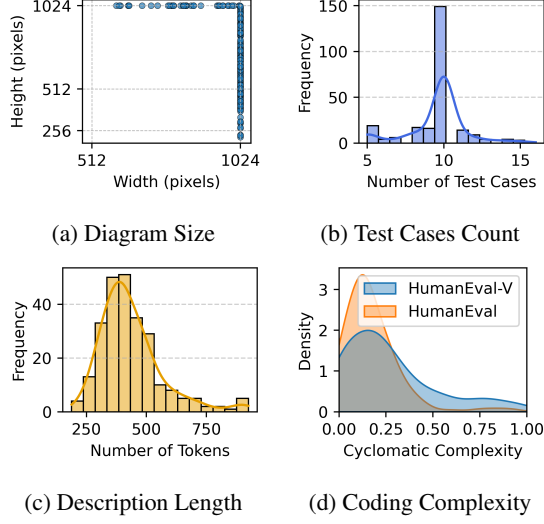 1024
512
256
Height (pixels)
512
1024
Width (pixels)
(a) Diagram Size
150
100
50
0
Frequency
5
10
15
Number of Test Cases
(b) Test Cases Count
40
20
0
Frequency
250
500
750
Number of Tokens
(c) Description Length
3
2
1
0
Density
HumanEval-V
HumanEval
0.00
0.25
0.50
0.75
1.00
Cyclomatic Complexity
(d) Coding Complexity